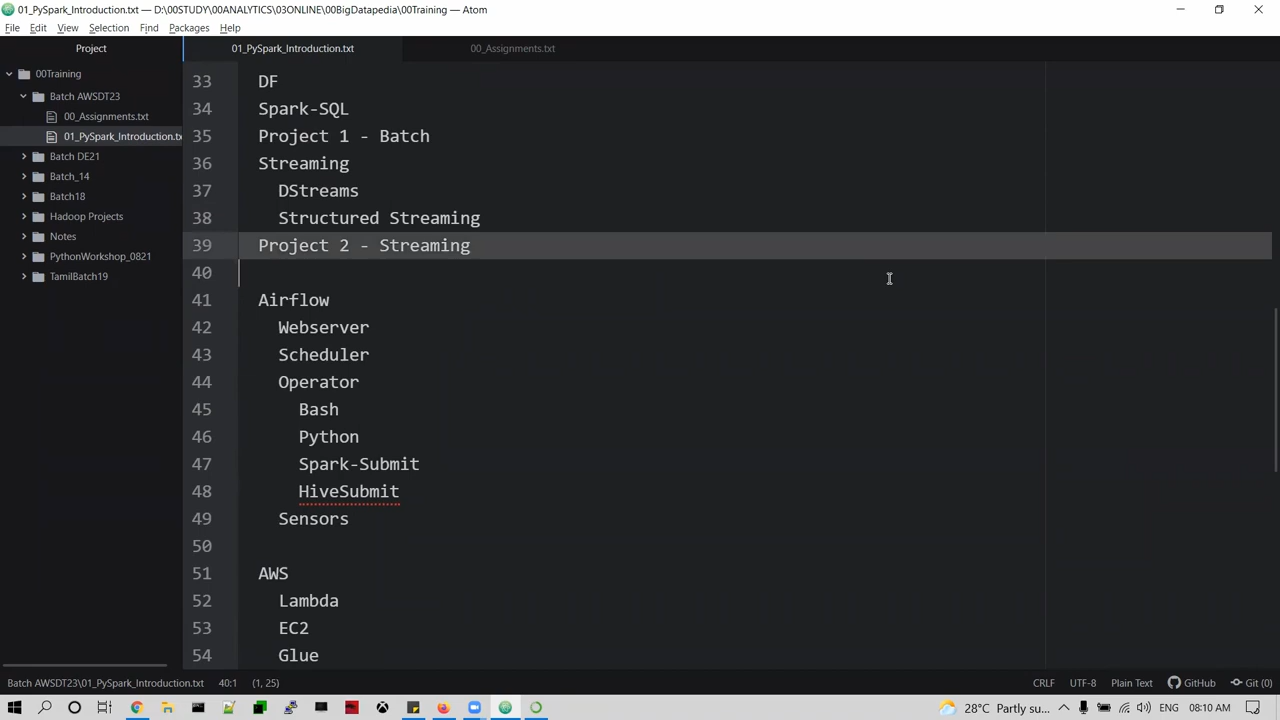 01_PySpark_Introduction.txt — D:\00STUDY\00ANALYTICS\03ONLINE\00BigDatapedia\00Training — Atom
File Edit View Selection Find Packages Help
Project
01_PySpark_Introduction.txt
00_Assignments.txt
00Training
Batch AWSDT23
00_Assignments.txt
01_PySpark_Introduction.tx
Batch DE21
Batch_14
Batch18
Hadoop Projects
Notes
PythonWorkshop_0821
TamilBatch19
33 DF
34 Spark-SQL
35 Project 1 - Batch
36 Streaming
37 DStreams
38 Structured Streaming
39 Project 2 - Streaming
40
41 Airflow
42 Webserver
43 Scheduler
44 Operator
45 Bash
46 Python
47 Spark-Submit
48 HiveSubmit
49 Sensors
50
51 AWS
52 Lambda
53 EC2
54 Glue
Batch AWSDT23\01_PySpark_Introduction.txt 40:1 (1, 25) CRLF UTF-8 Plain Text GitHub Git (0)
28°C Partly su... ENG 08:10 AM